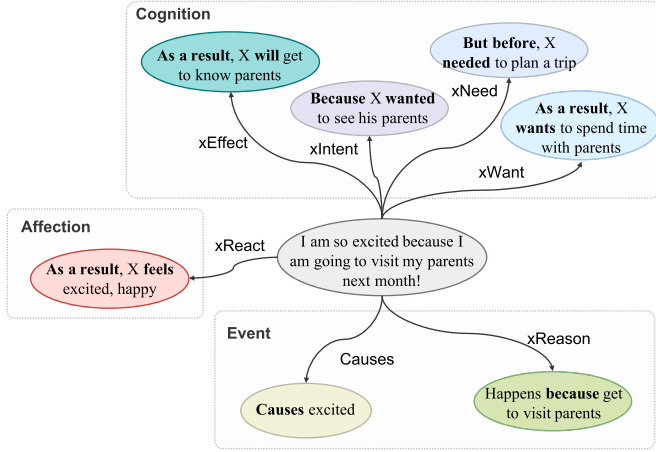 Cognition
As a result, X will get
to know parents
Because X wanted
to see his parents
But before, X
needed to plan a trip
As a result, X
wants to spend time
with parents
xEffect
xIntent
xNeed
xWant
Affection
xReact
As a result, X feels
excited, happy
I am so excited because I
am going to visit my parents
next month!
Event
Causes
xReason
Causes excited
Happens because get
to visit parents